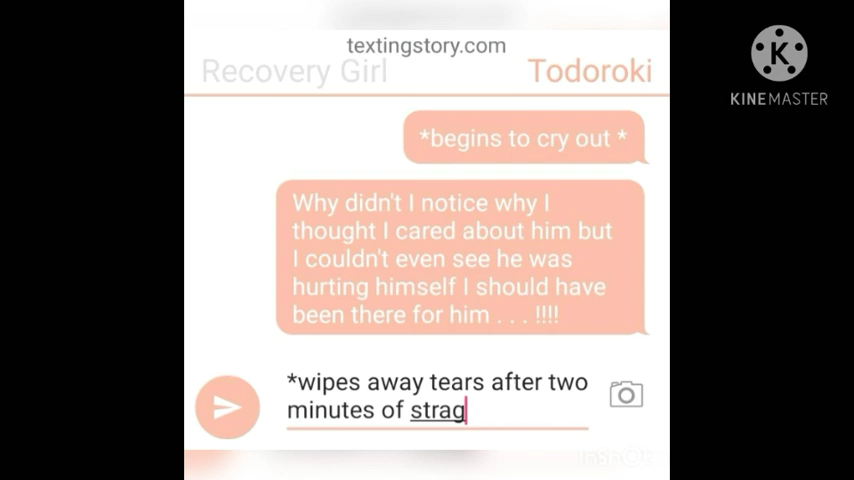 textingstory.com
Recovery Girl
Todoroki
KINEMASTER
*begins to cry out *
Why didn't I notice why I
thought I cared about him but
I couldn't even see he was
hurting himself I should have
been there for him . . . !!!!
*wipes away tears after two
minutes of strag
InShOt